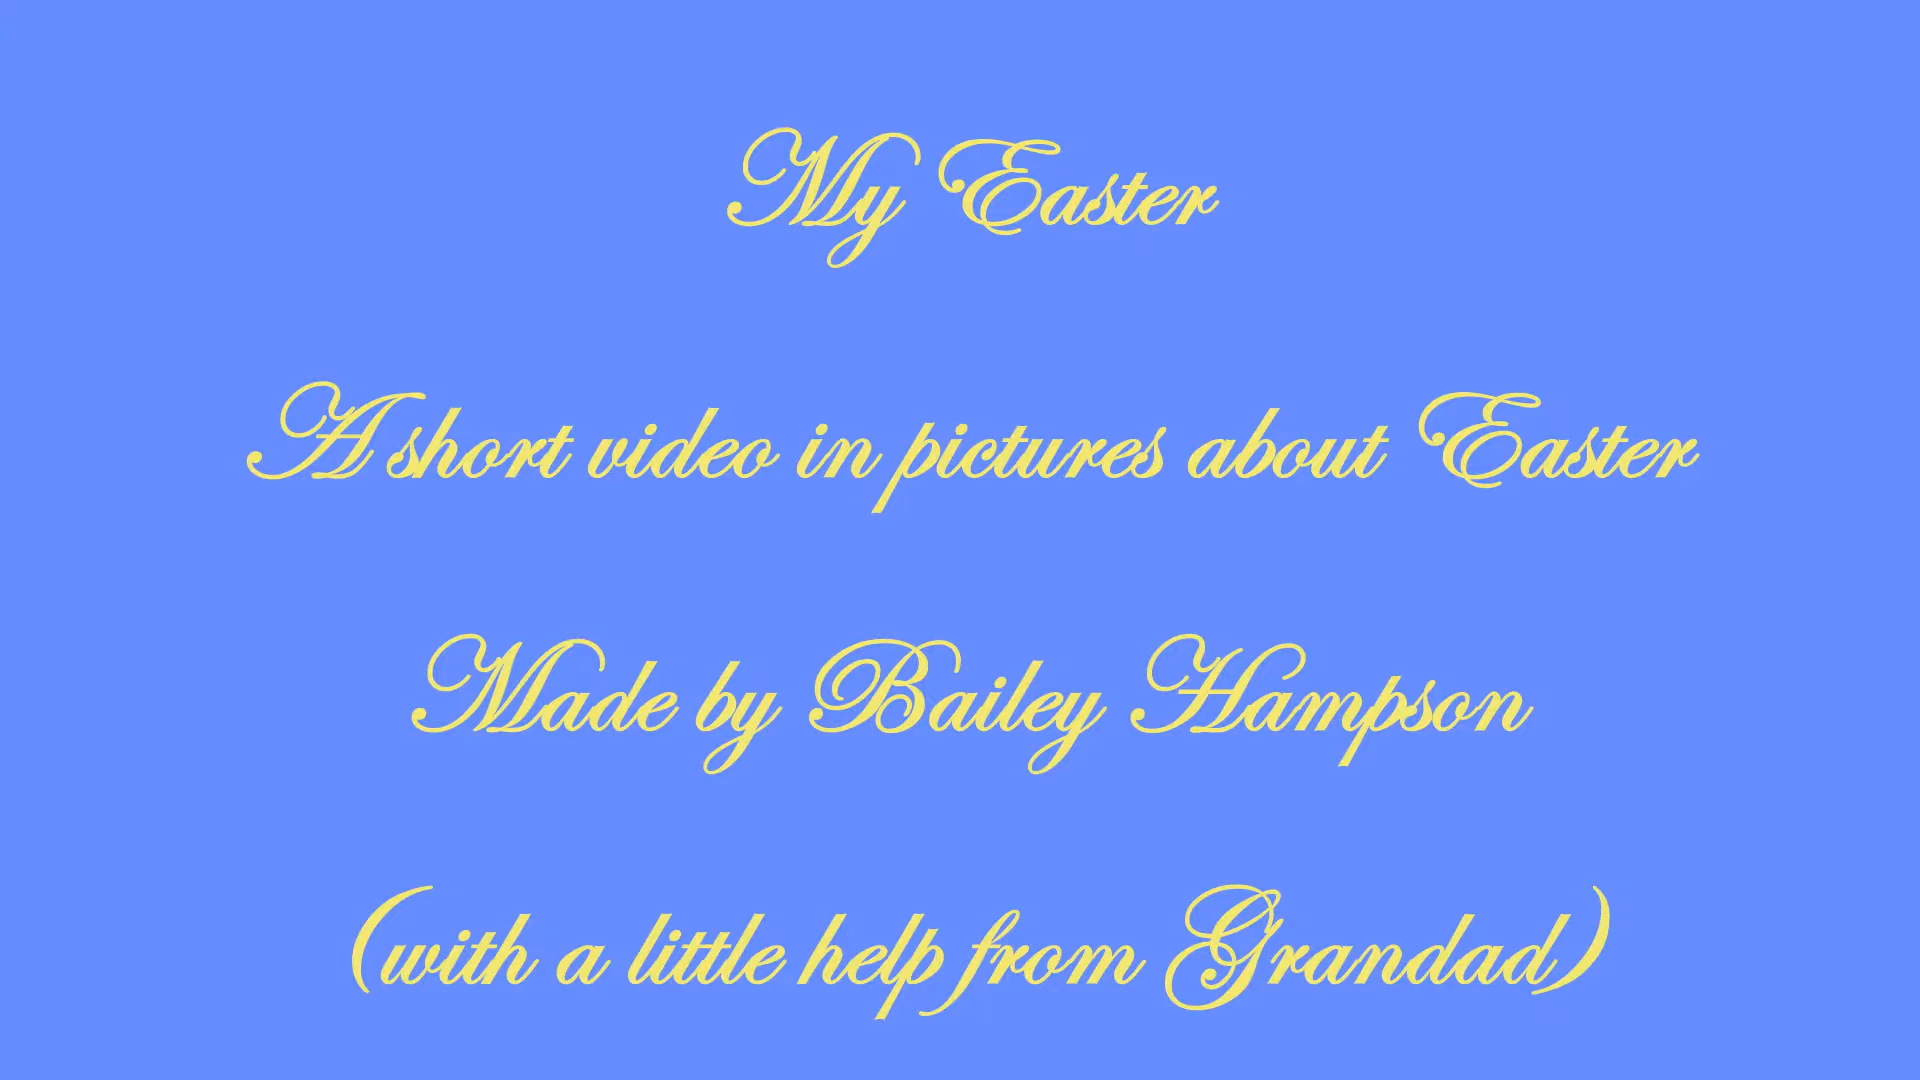 My Easter
A short video in pictures about Easter
Made by Bailey Hampson
(with a little help from Grandad)